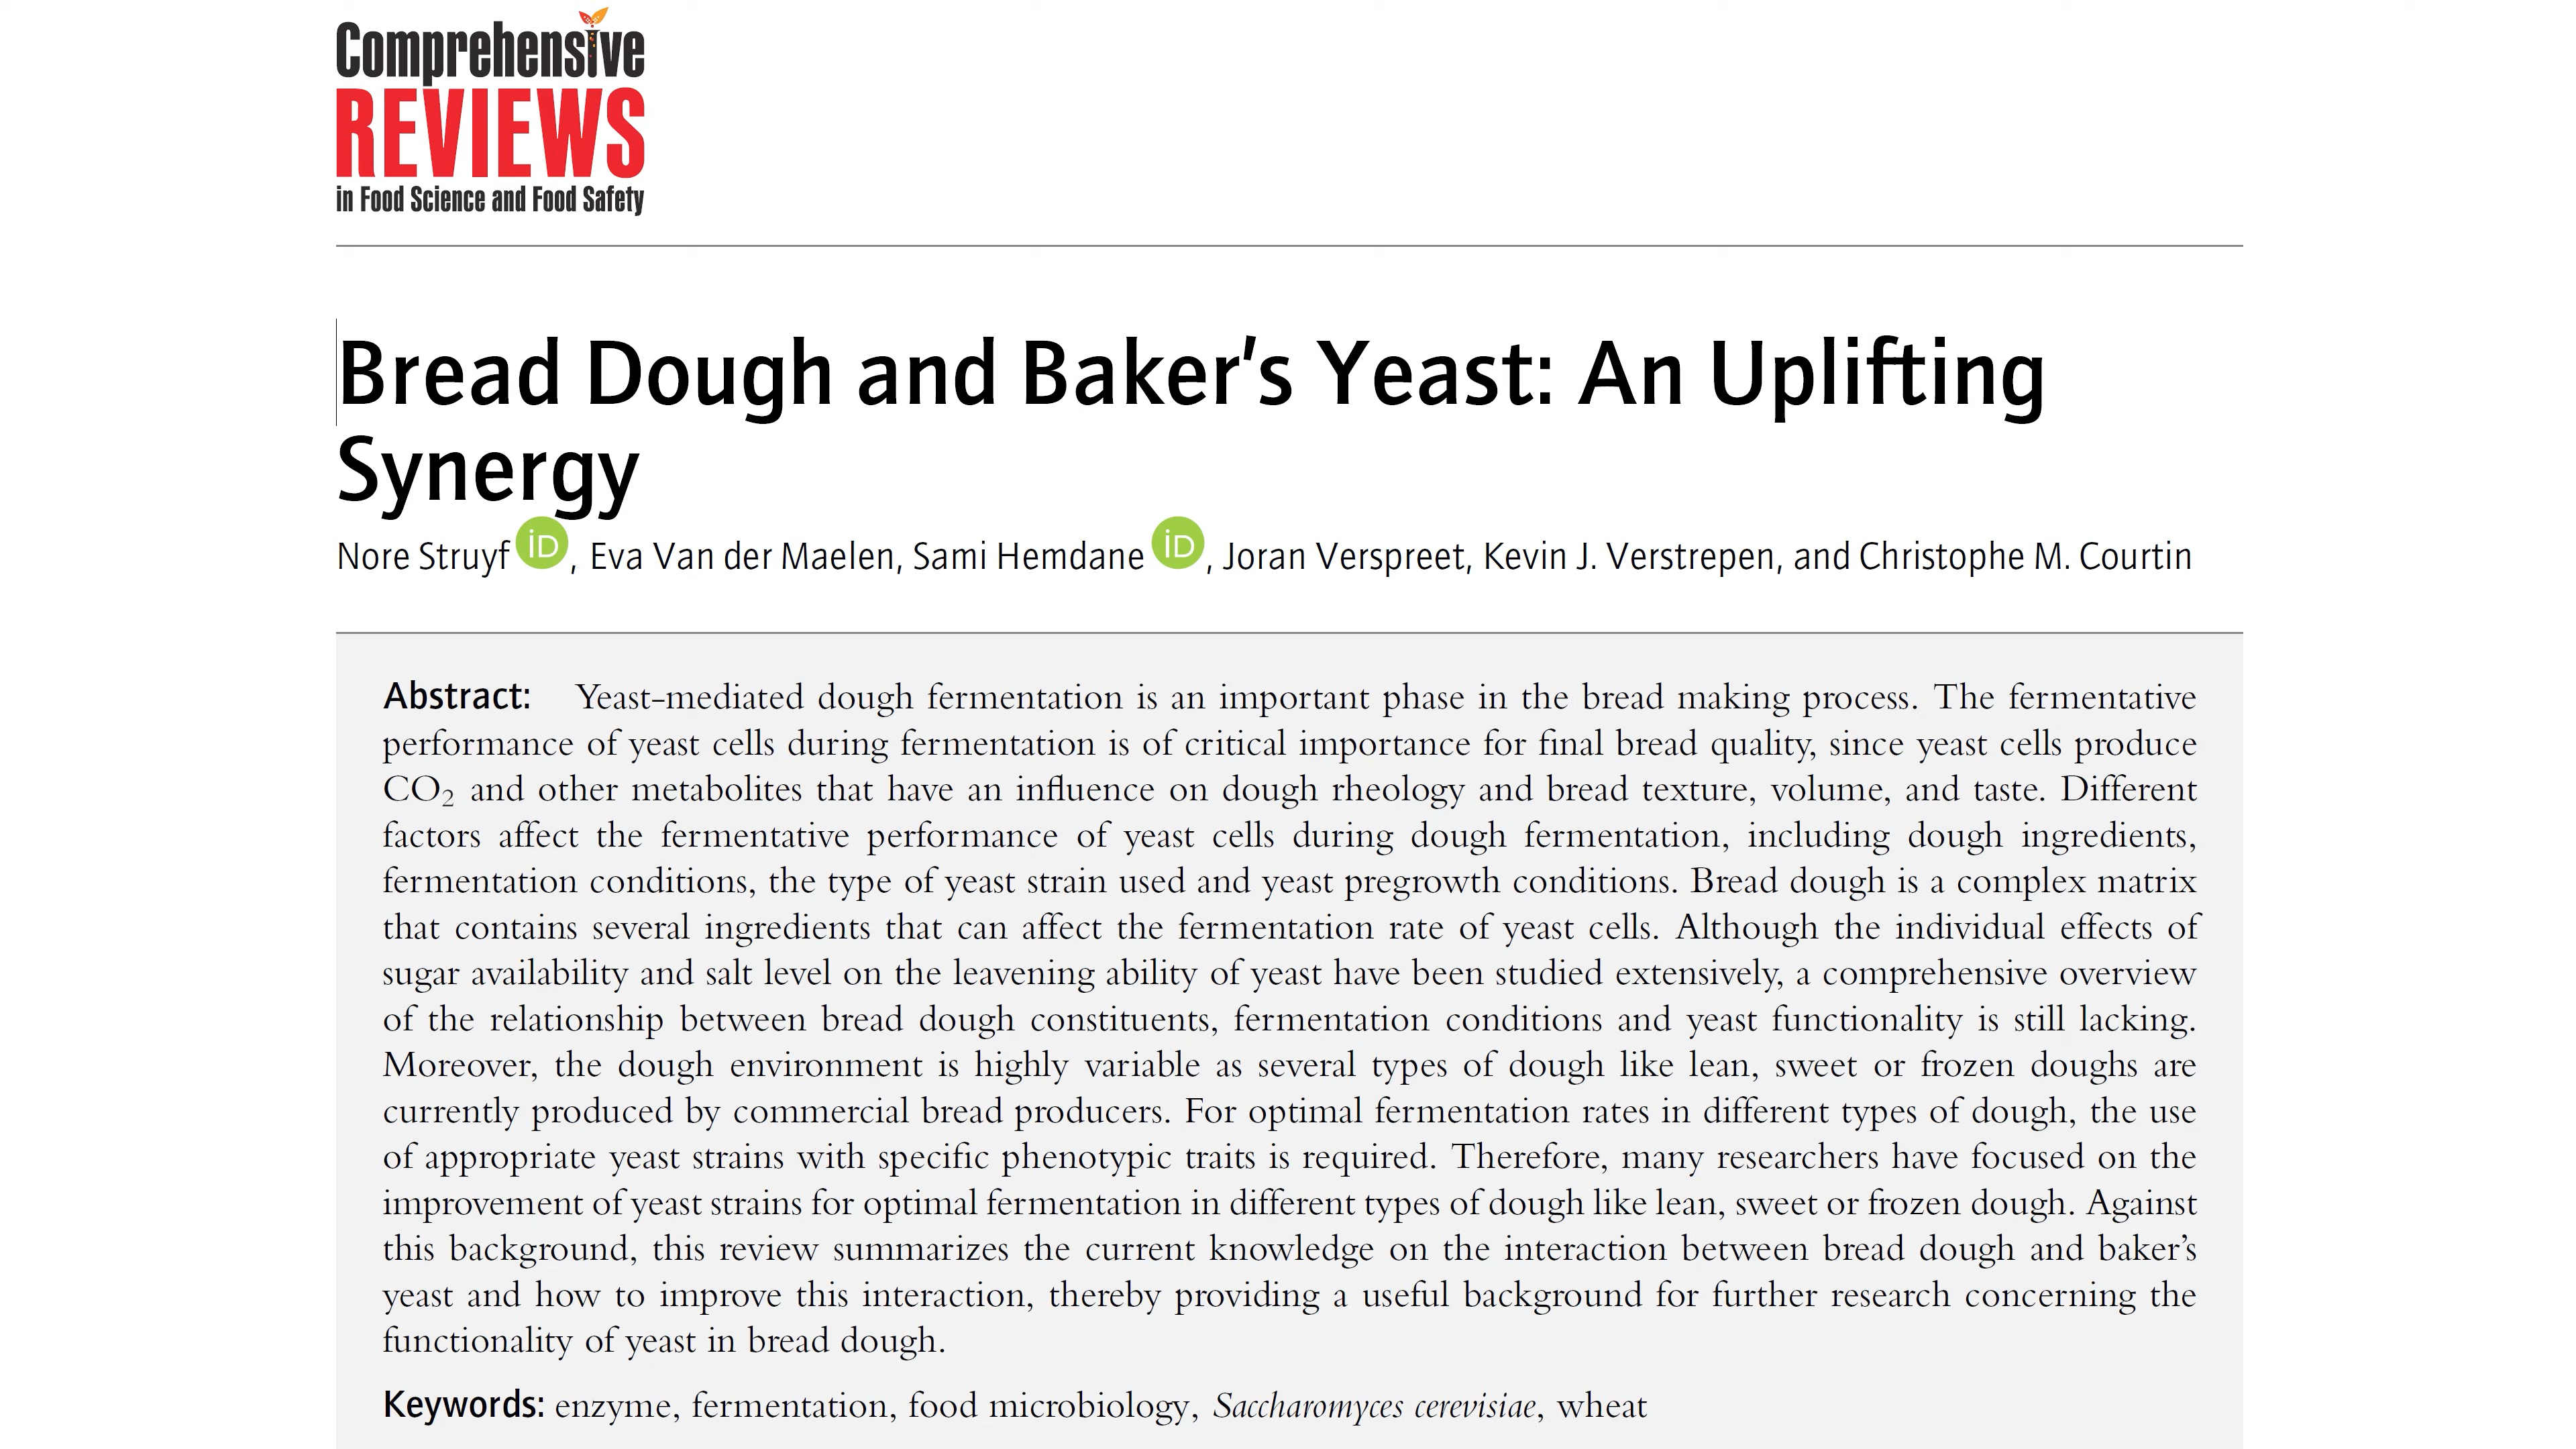 Comprehensive
REVIEWS
in Food Science and Food Safety
Bread Dough and Baker’s Yeast: An Uplifting
Synergy
Nore Struyf iD, Eva Van der Maelen, Sami Hemdane iD, Joran Verspreet, Kevin J. Verstrepen, and Christophe M. Courtin
Abstract: Yeast-mediated dough fermentation is an important phase in the bread making process. The fermentative
performance of yeast cells during fermentation is of critical importance for final bread quality, since yeast cells produce
CO₂ and other metabolites that have an influence on dough rheology and bread texture, volume, and taste. Different
factors affect the fermentative performance of yeast cells during dough fermentation, including dough ingredients,
fermentation conditions, the type of yeast strain used and yeast pregrowth conditions. Bread dough is a complex matrix
that contains several ingredients that can affect the fermentation rate of yeast cells. Although the individual effects of
sugar availability and salt level on the leavening ability of yeast have been studied extensively, a comprehensive overview
of the relationship between bread dough constituents, fermentation conditions and yeast functionality is still lacking.
Moreover, the dough environment is highly variable as several types of dough like lean, sweet or frozen doughs are
currently produced by commercial bread producers. For optimal fermentation rates in different types of dough, the use
of appropriate yeast strains with specific phenotypic traits is required. Therefore, many researchers have focused on the
improvement of yeast strains for optimal fermentation in different types of dough like lean, sweet or frozen dough. Against
this background, this review summarizes the current knowledge on the interaction between bread dough and baker’s
yeast and how to improve this interaction, thereby providing a useful background for further research concerning the
functionality of yeast in bread dough.
Keywords: enzyme, fermentation, food microbiology, Saccharomyces cerevisiae, wheat